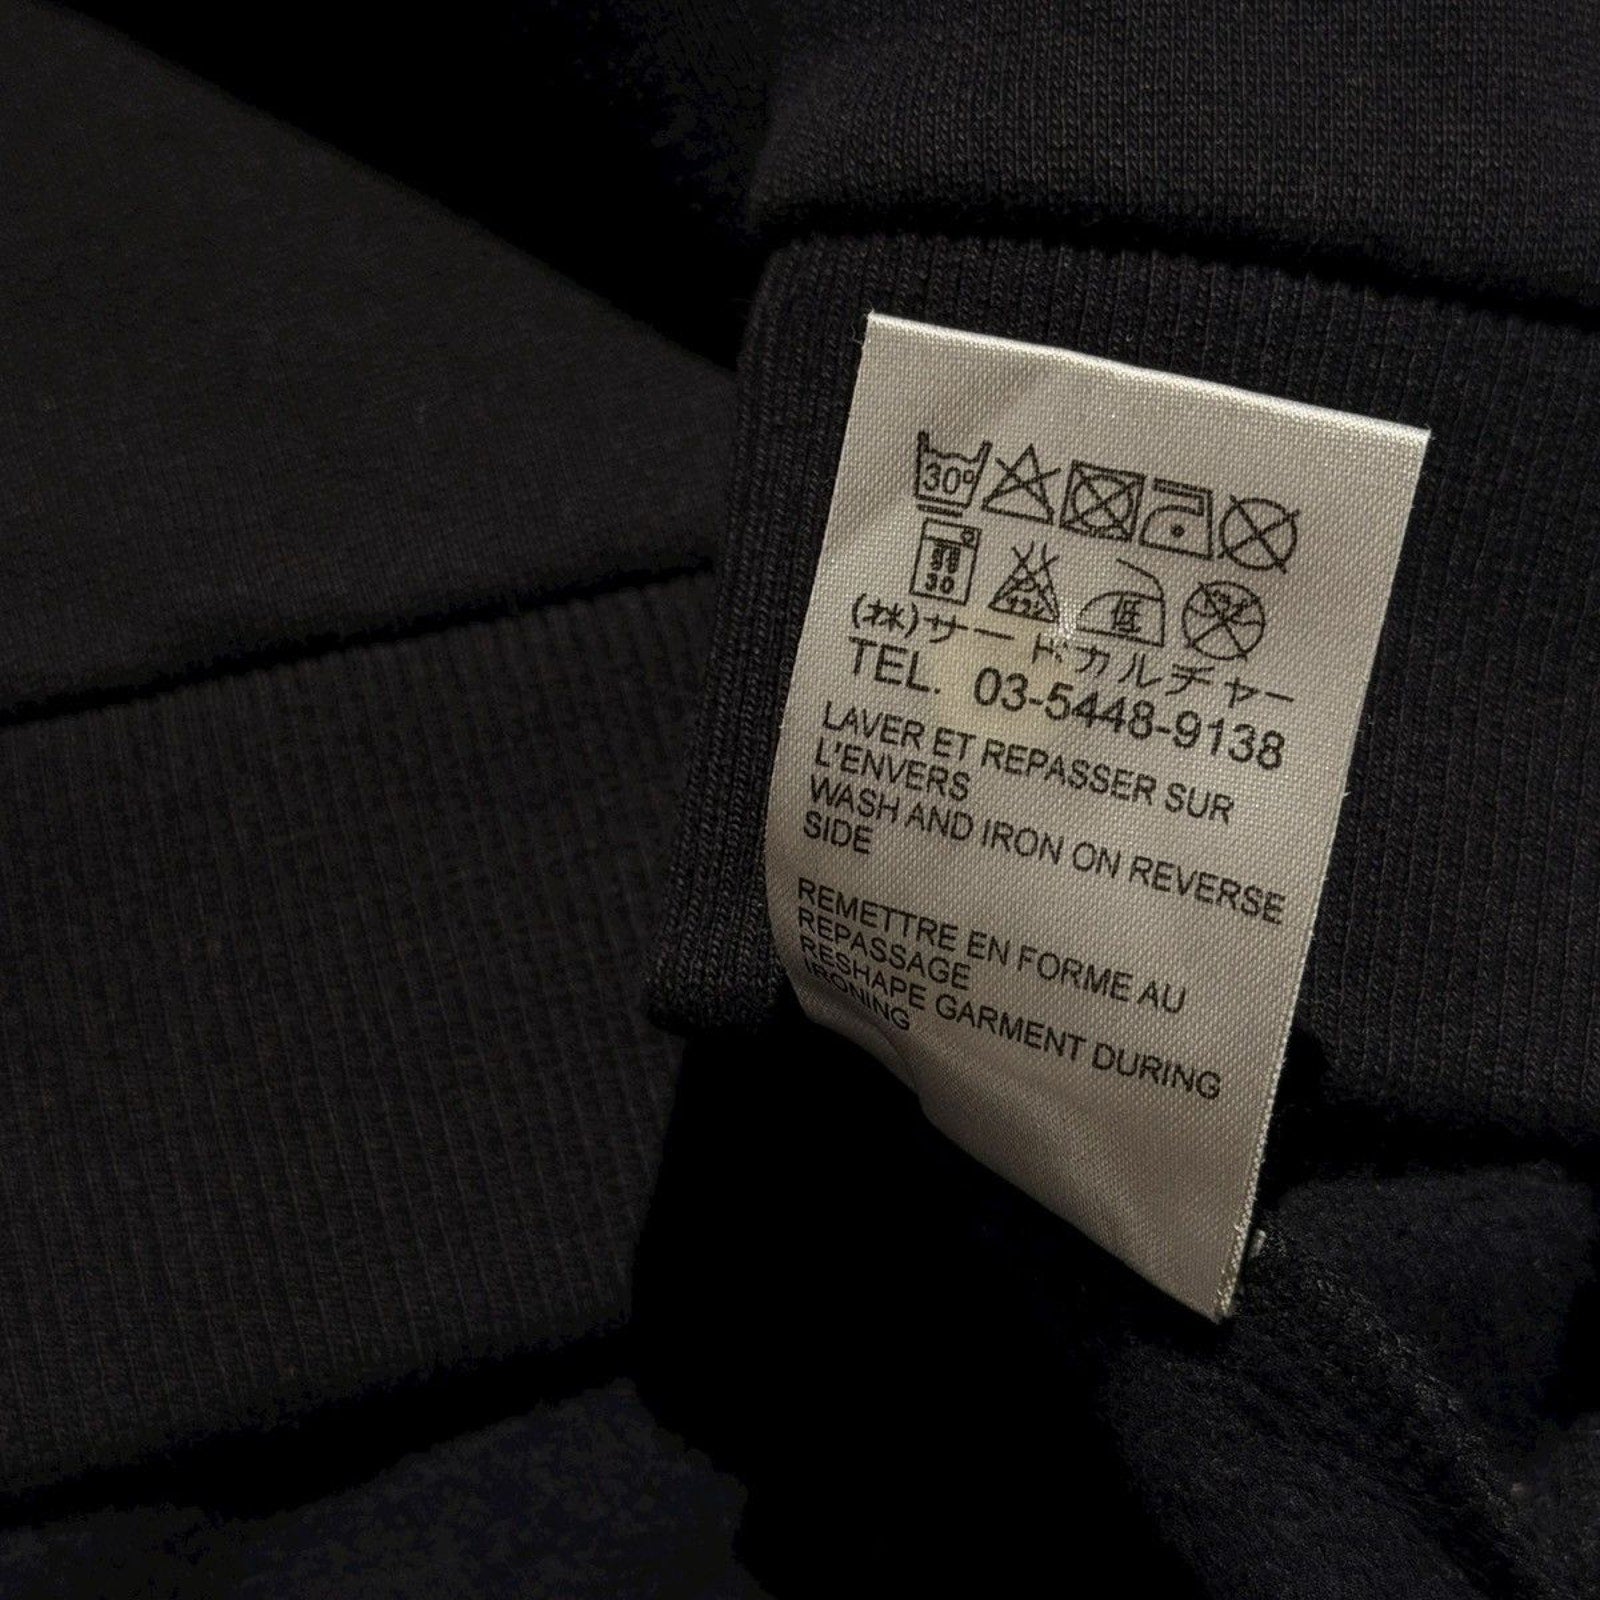 30°
30
低
(株)サードカルチャー
TEL. 03-5448-9138
LAVER ET REPASSER SUR
L'ENVERS
WASH AND IRON ON REVERSE
SIDE
REMETTRE EN FORME AU
REPASSAGE
RESHAPE GARMENT DURING
IRONING